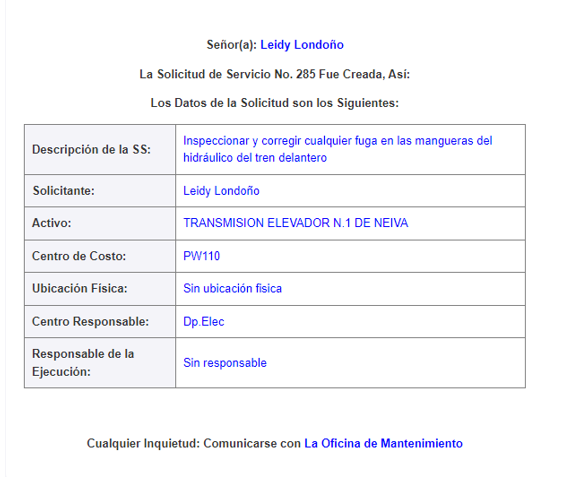 Señor(a): Leidy Londoño
La Solicitud de Servicio No. 285 Fue Creada, Así:
Los Datos de la Solicitud son los Siguientes:
Descripción de la SS: Inspeccionar y corregir cualquier fuga en las mangueras del
hidráulico del tren delantero
Solicitante: Leidy Londoño
Activo: TRANSMISION ELEVADOR N.1 DE NEIVA
Centro de Costo: PW110
Ubicación Física: Sin ubicación fisica
Centro Responsable: Dp.Elec
Responsable de la
Ejecución: Sin responsable
Cualquier Inquietud: Comunicarse con La Oficina de Mantenimiento